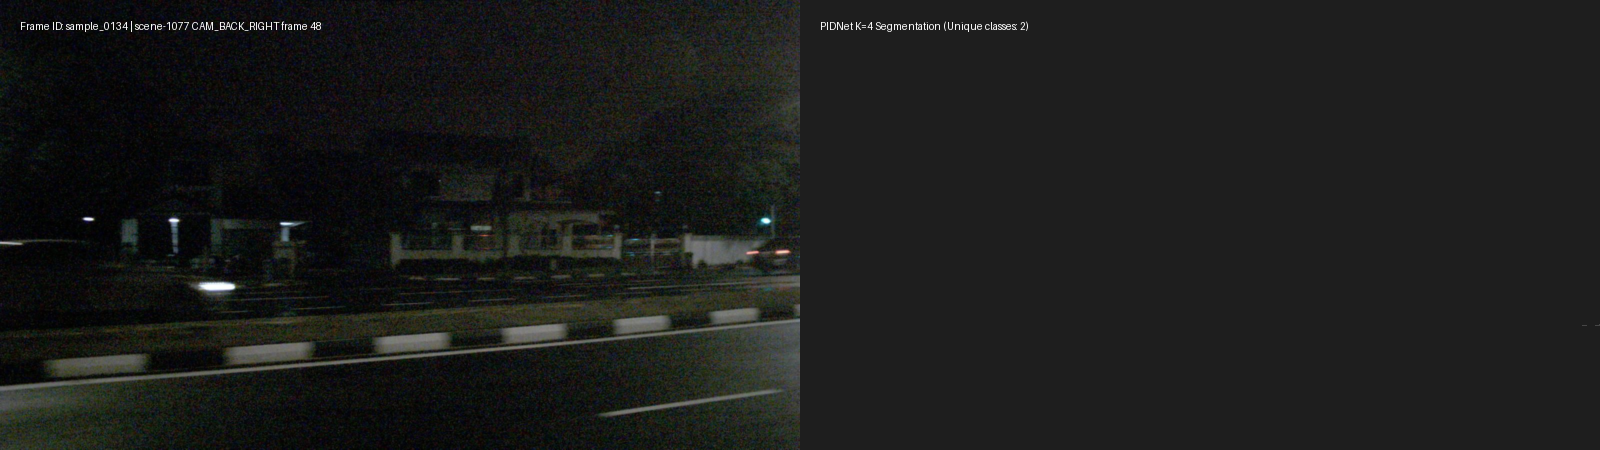 Frame ID: sample_0134 | scene-1077 CAM_BACK_RIGHT frame 48
PIDNet K=4 Segmentation (Unique classes: 2)